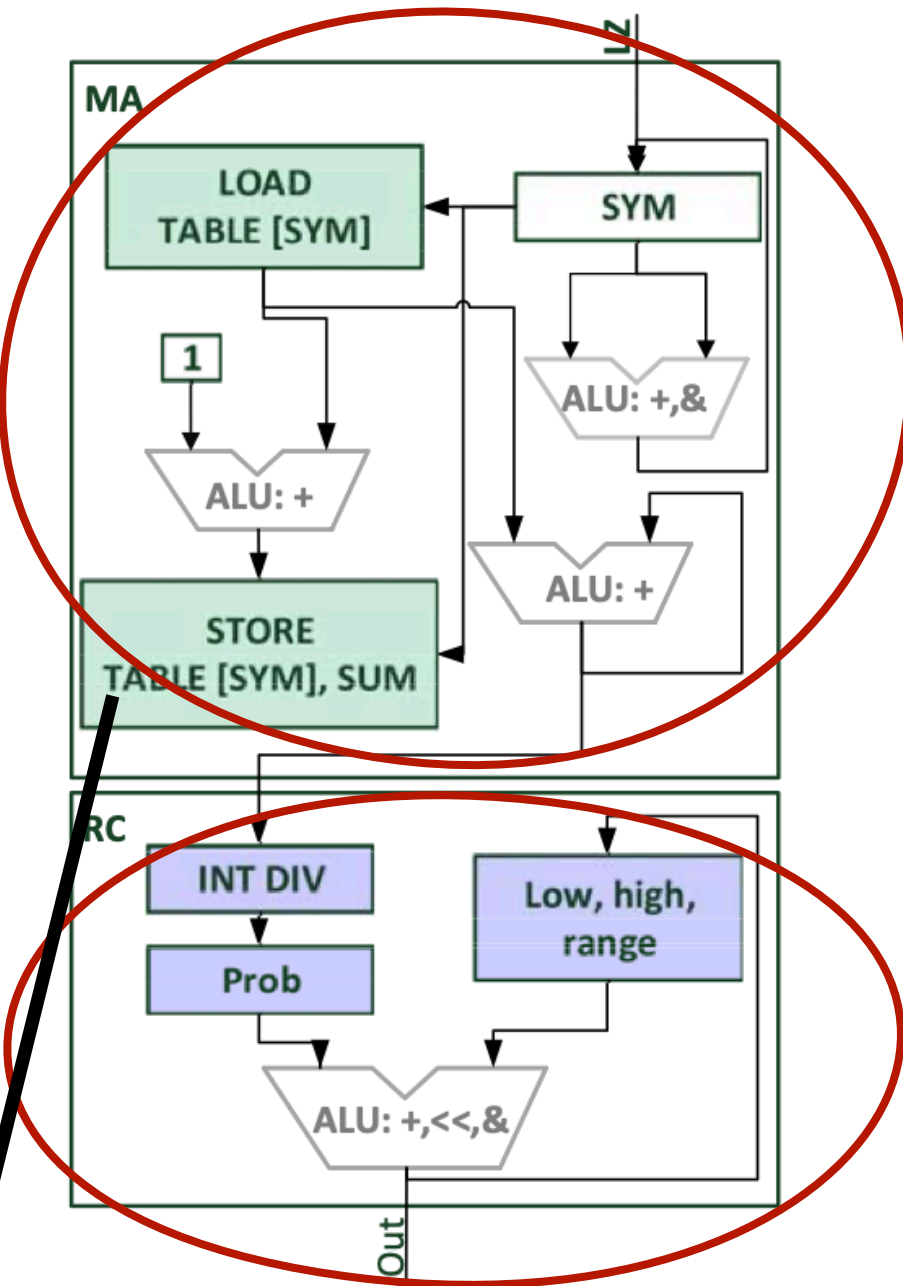 LZ
MA
LOAD
TABLE [SYM]
SYM
1
ALU: +,&
ALU: +
ALU: +
STORE
TABLE [SYM], SUM
RC
INT DIV
Low, high,
range
Prob
ALU: +,<<,&
Out